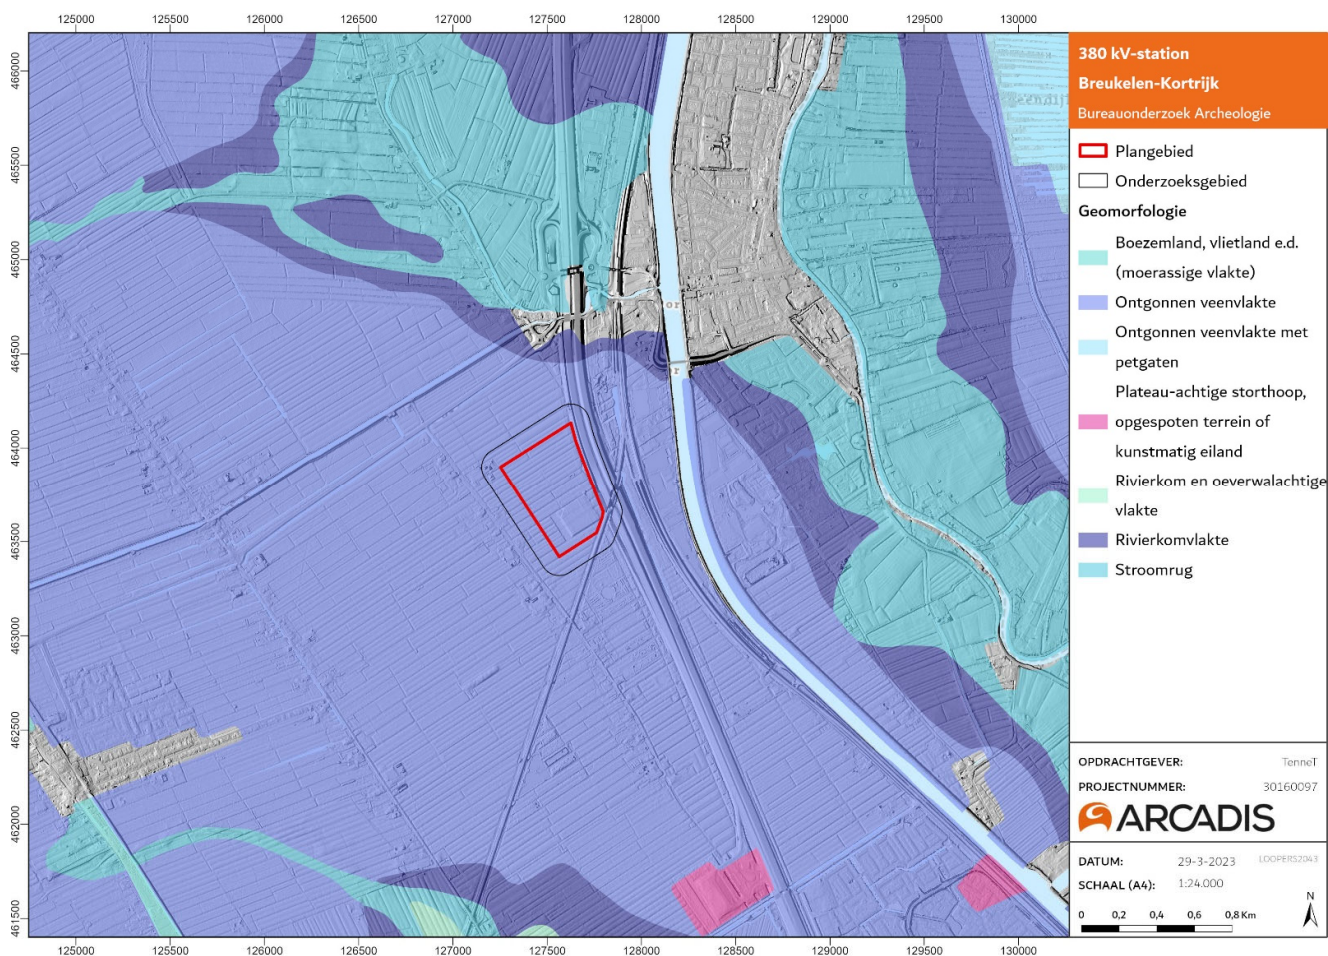 125000 125500 126000 126500 127000 127500 128000 128500 129000 129500 130000
466000
465500
465000
464500
464000
463500
463000
462500
462000
461500
or
r
125000 125500 126000 126500 127000 127500 128000 128500 129000 129500 130000
380 kV-station
Breukelen-Kortrijk
Bureauonderzoek Archeologie
Plangebied
Onderzoeksgebied
Geomorfologie
Boezemland, vlietland e.d.
(moerassige vlakte)
Ontgonnen veenvlakte
Ontgonnen veenvlakte met
petgaten
Plateau-achtige storthoop,
opgespoten terrein of
kunstmatig eiland
Rivierkom en oeverwalachtige
vlakte
Rivierkomvlakte
Stroomrug
OPDRACHTGEVER: TenneT
PROJECTNUMMER: 30160097
ARCADIS
DATUM: 29-3-2023 LOOPERS2043
SCHAAL (A4): 1:24.000
N
0 0,2 0,4 0,6 0,8 Km